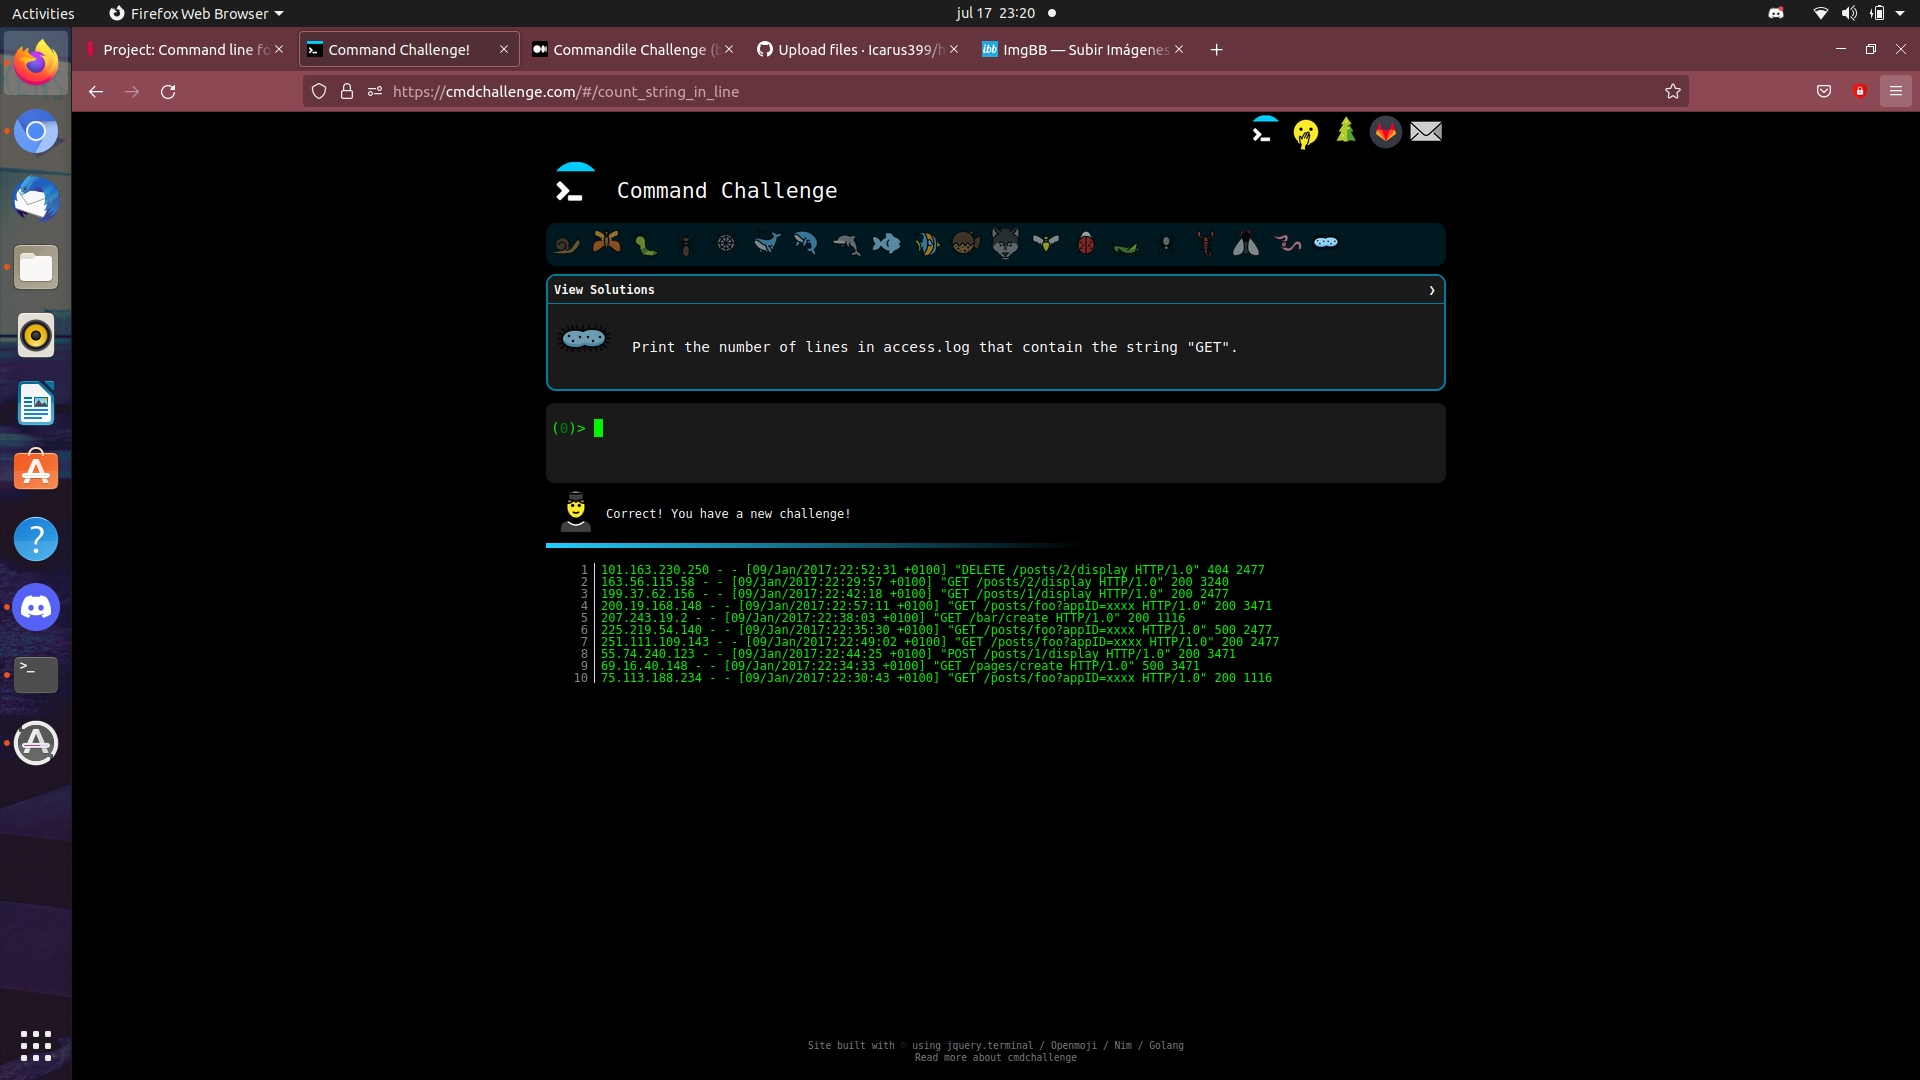 Activities
Firefox Web Browser
jul 17 23:20
Project: Command line fo
Command Challenge!
Commandile Challenge (b
Upload files · Icarus399/h
ImgBB — Subir Imágenes
https://cmdchallenge.com/#/count_string_in_line
Command Challenge
View Solutions
Print the number of lines in access.log that contain the string "GET".
(0)>
Correct! You have a new challenge!
1 101.163.230.250 - - [09/Jan/2017:22:52:31 +0100] "DELETE /posts/2/display HTTP/1.0" 404 2477
2 163.56.115.58 - - [09/Jan/2017:22:29:57 +0100] "GET /posts/2/display HTTP/1.0" 200 3240
3 199.37.62.156 - - [09/Jan/2017:22:42:18 +0100] "GET /posts/1/display HTTP/1.0" 200 2477
4 200.19.168.148 - - [09/Jan/2017:22:57:11 +0100] "GET /posts/foo?appID=xxxx HTTP/1.0" 200 3471
5 207.243.19.2 - - [09/Jan/2017:22:38:03 +0100] "GET /bar/create HTTP/1.0" 200 1116
6 225.219.54.140 - - [09/Jan/2017:22:35:30 +0100] "GET /posts/foo?appID=xxxx HTTP/1.0" 500 2477
7 251.111.109.143 - - [09/Jan/2017:22:49:02 +0100] "GET /posts/foo?appID=xxxx HTTP/1.0" 200 2477
8 55.74.240.123 - - [09/Jan/2017:22:44:25 +0100] "POST /posts/1/display HTTP/1.0" 200 3471
9 69.16.40.148 - - [09/Jan/2017:22:34:33 +0100] "GET /pages/create HTTP/1.0" 500 3471
10 75.113.188.234 - - [09/Jan/2017:22:30:43 +0100] "GET /posts/foo?appID=xxxx HTTP/1.0" 200 1116
Site built with ♡ using jquery.terminal / Openmoji / Nim / Golang
Read more about cmdchallenge